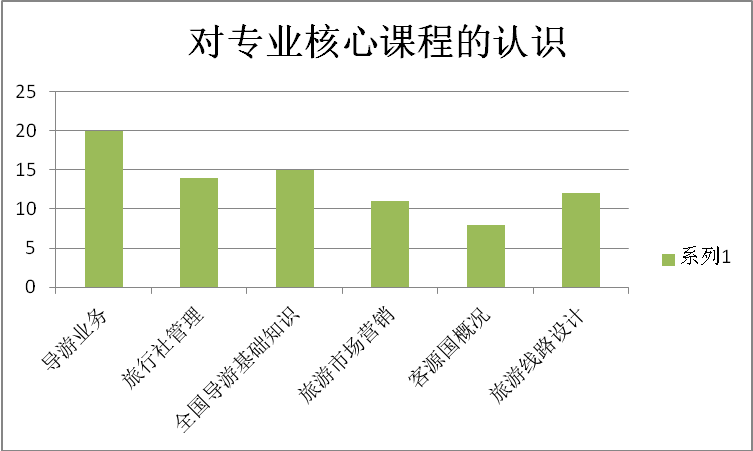 对专业核心课程的认识
25
20
15
10
5
0
导游业务
旅行社管理
全国导游基础知识
旅游市场营销
客源国概况
旅游线路设计
系列1